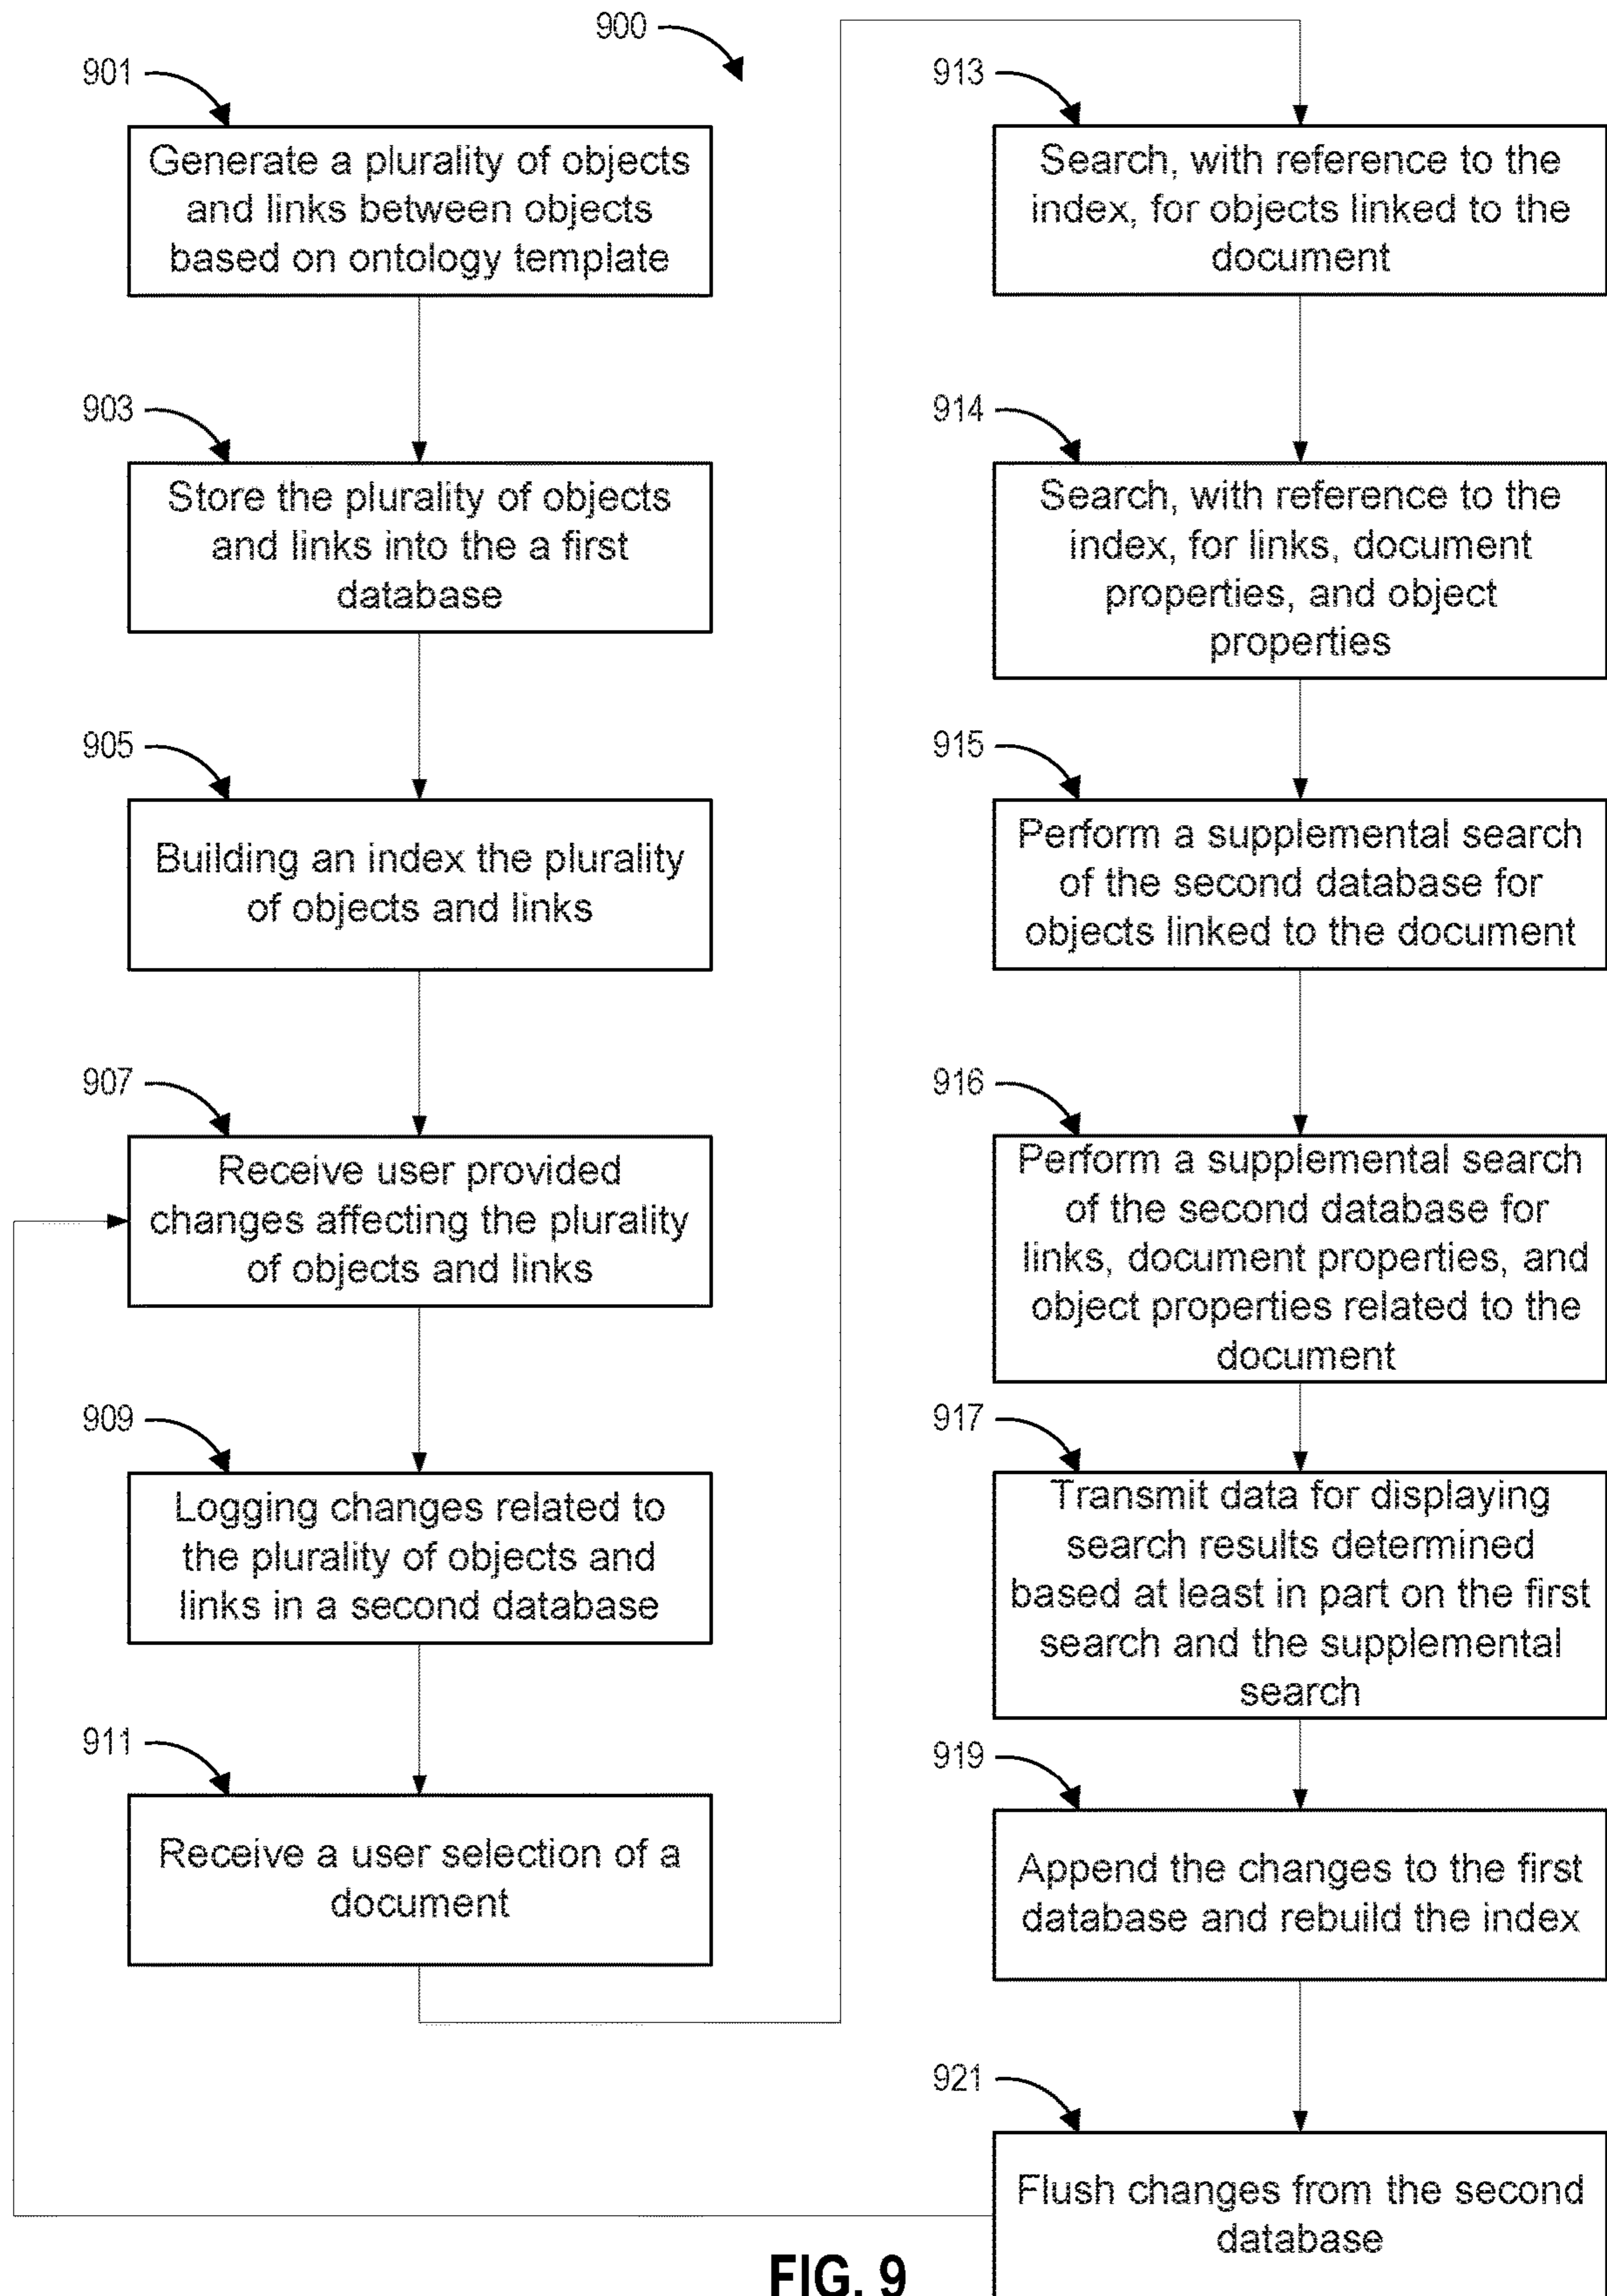 900
901
Generate a plurality of objects
and links between objects
based on ontology template
903
Store the plurality of objects
and links into the a first
database
905
Building an index the plurality
of objects and links
907
Receive user provided
changes affecting the plurality
of objects and links
909
Logging changes related to
the plurality of objects and
links in a second database
911
Receive a user selection of a
document
913
Search, with reference to the
index, for objects linked to the
document
914
Search, with reference to the
index, for links, document
properties, and object
properties
915
Perform a supplemental search
of the second database for
objects linked to the document
916
Perform a supplemental search
of the second database for
links, document properties, and
object properties related to the
document
917
Transmit data for displaying
search results determined
based at least in part on the first
search and the supplemental
search
919
Append the changes to the first
database and rebuild the index
921
Flush changes from the second
database
FIG. 9